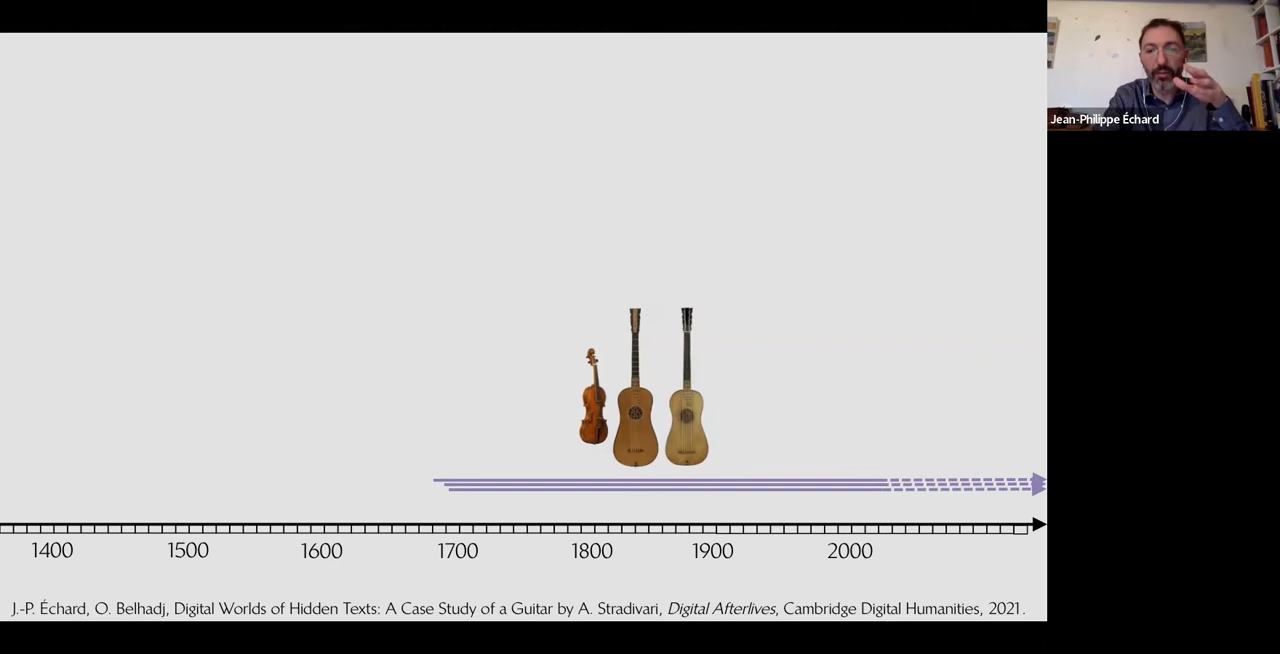 Jean-Philippe Échard
1400 1500 1600 1700 1800 1900 2000
J.-P. Échard, O. Belhadj, Digital Worlds of Hidden Texts: A Case Study of a Guitar by A. Stradivari, Digital Afterlives, Cambridge Digital Humanities, 2021.